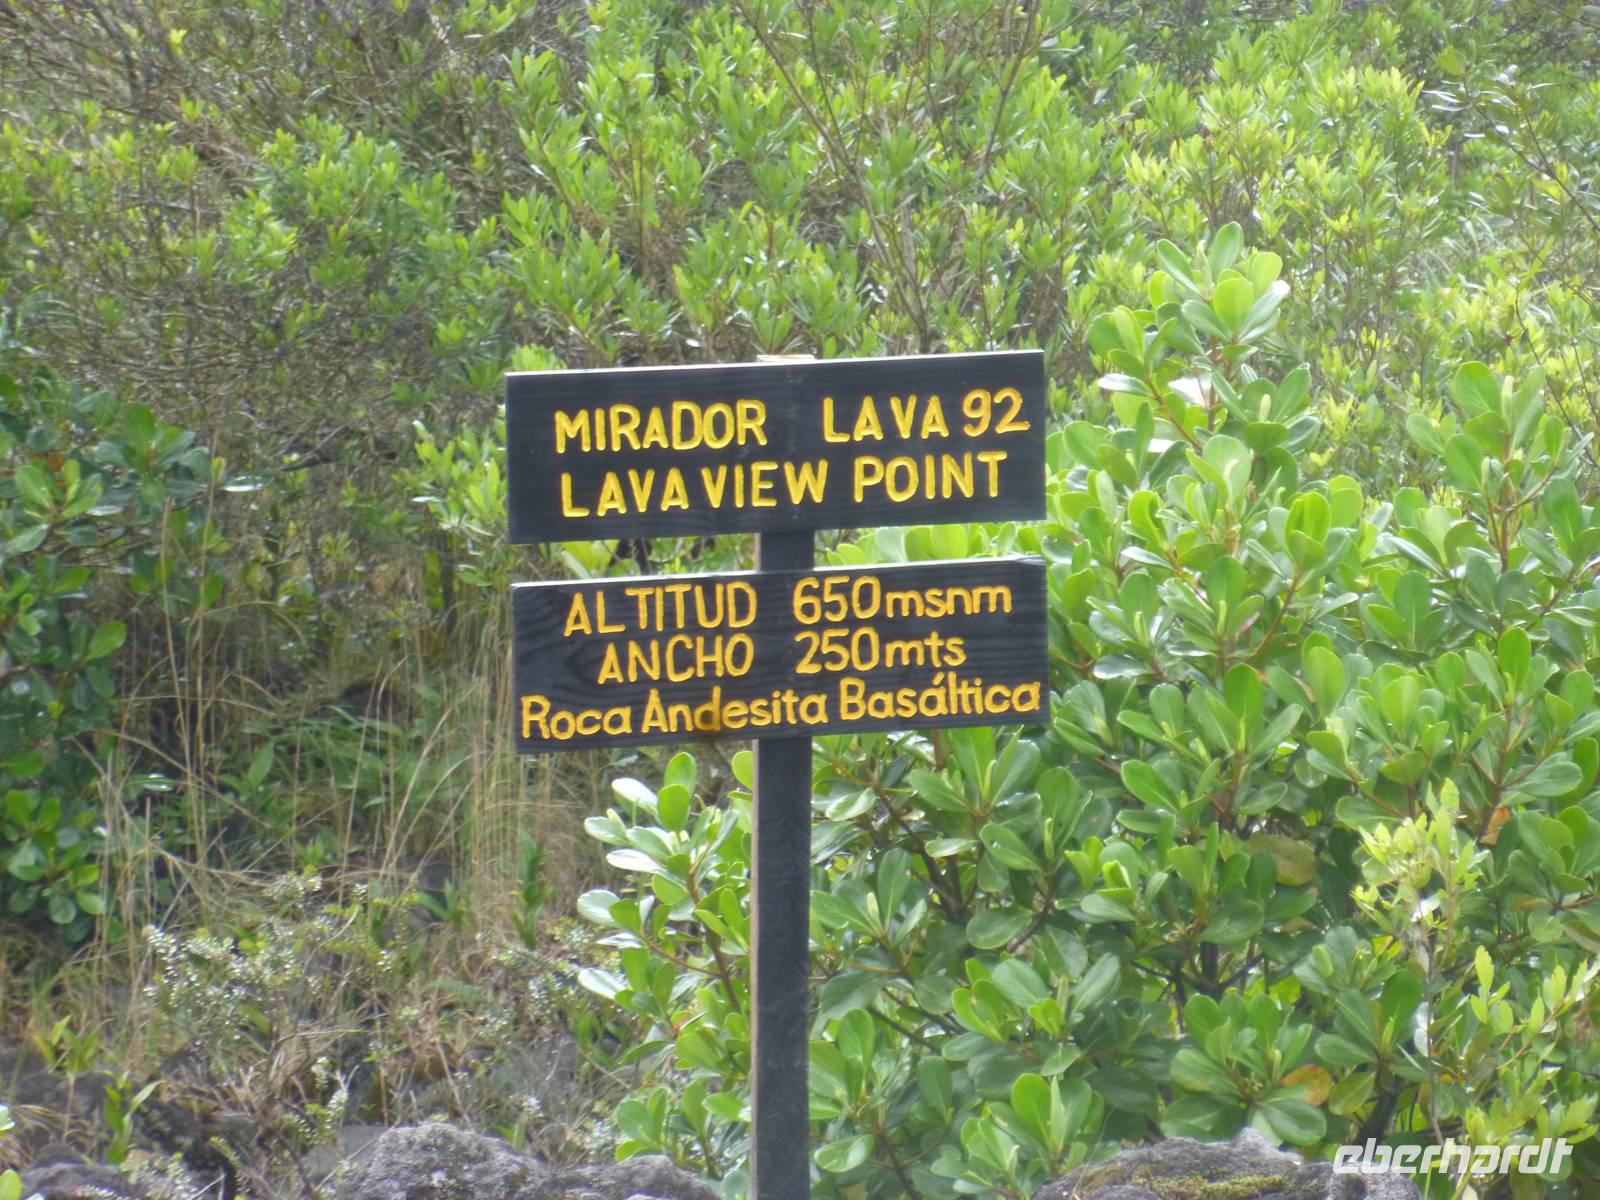 MIRADOR LAVA 92
LAVA VIEW POINT
ALTITUD 650msnm
ANCHO 250mts
Roca Andesita Basáltica
eberhardt